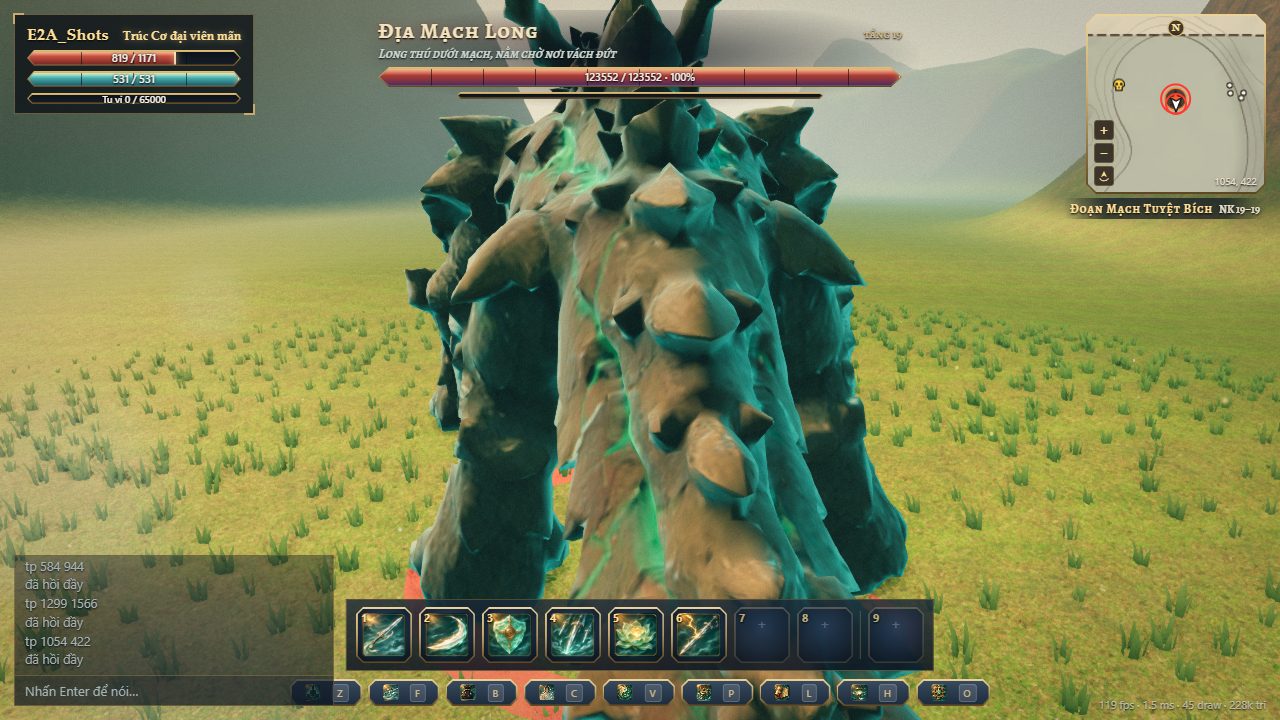 E2A_Shots Trúc Cơ đại viên mãn
819 / 1171
531 / 531
Tu vi 0 / 65000
Địa Mạch Long
Tầng 19
Long thú dưới mạch, nằm chờ nơi vách đứt
123552 / 123552 · 100%
N
+
−
1054, 422
Đoạn Mạch Tuyệt Bích NK 19–19
tp 584 944
đã hồi đầy
tp 1299 1566
đã hồi đầy
tp 1054 422
đã hồi đầy
Nhấn Enter để nói...
1 2 3 4 5 6 7 8 9
+ + +
Z F B C V P L H O
119 fps · 1.5 ms · 45 draw · 228k tri